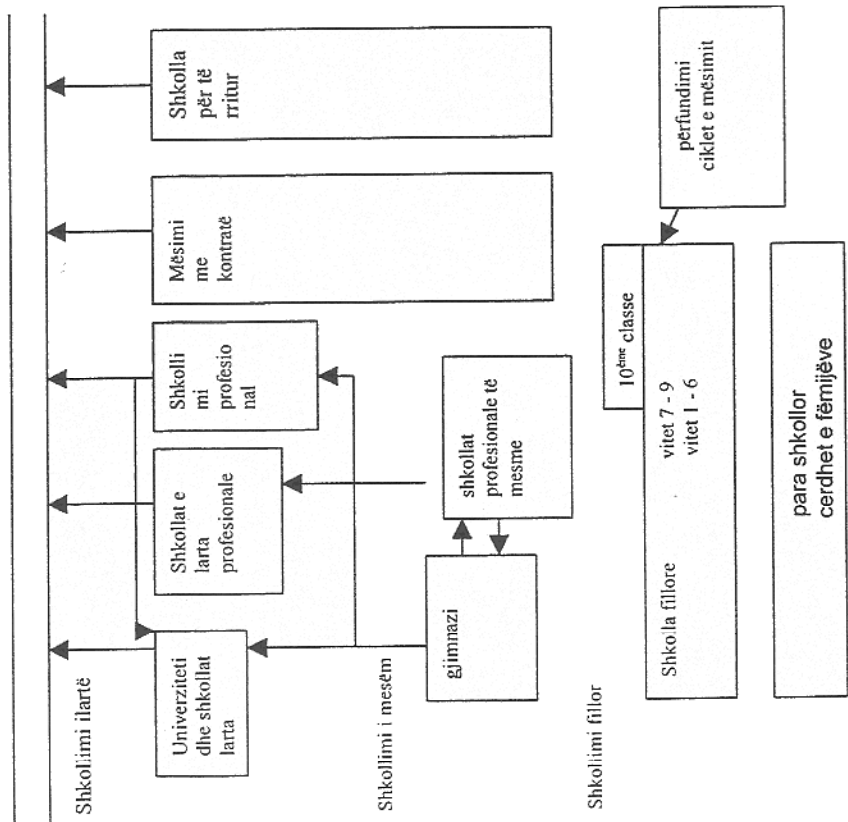 Shkollimi ilartë
Univerziteti
dhe shkollat
larta
Shkollat e
larta
profesionale
Shkolli
mi
profesio
nal
Mësimi
me
kontratë
Shkolla
për të
rritur
Shkollimi i mesëm
gjimnazi
shkollat
profesionale të
mesme
Shkollimi fillor
10ème classe
Shkolla fillore
vitet 7 - 9
vitet 1 - 6
përfundimi
ciklet e mësimit
para shkollor
cerdhet e fëmijëve